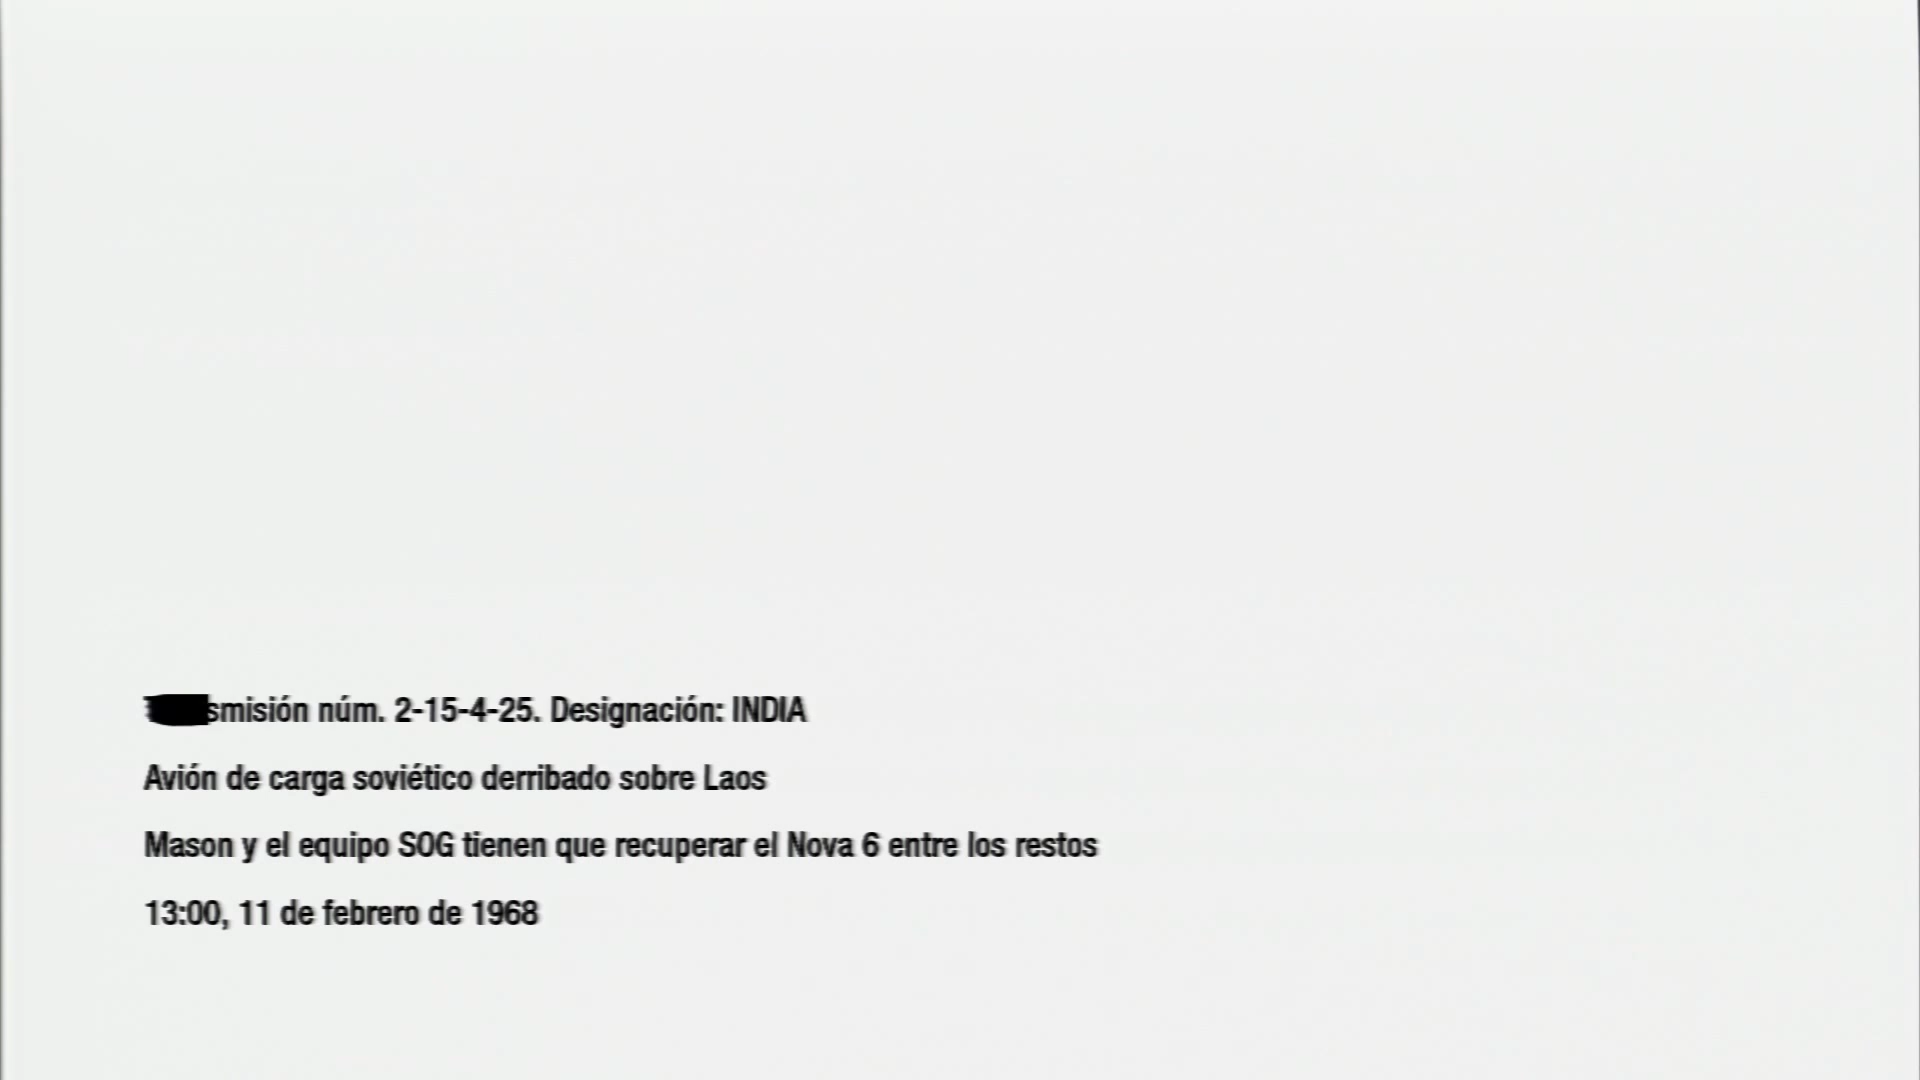 smisión núm. 2-15-4-25. Designación: INDIA
Avión de carga soviético derribado sobre Laos
Mason y el equipo SOG tienen que recuperar el Nova 6 entre los restos
13:00, 11 de febrero de 1968